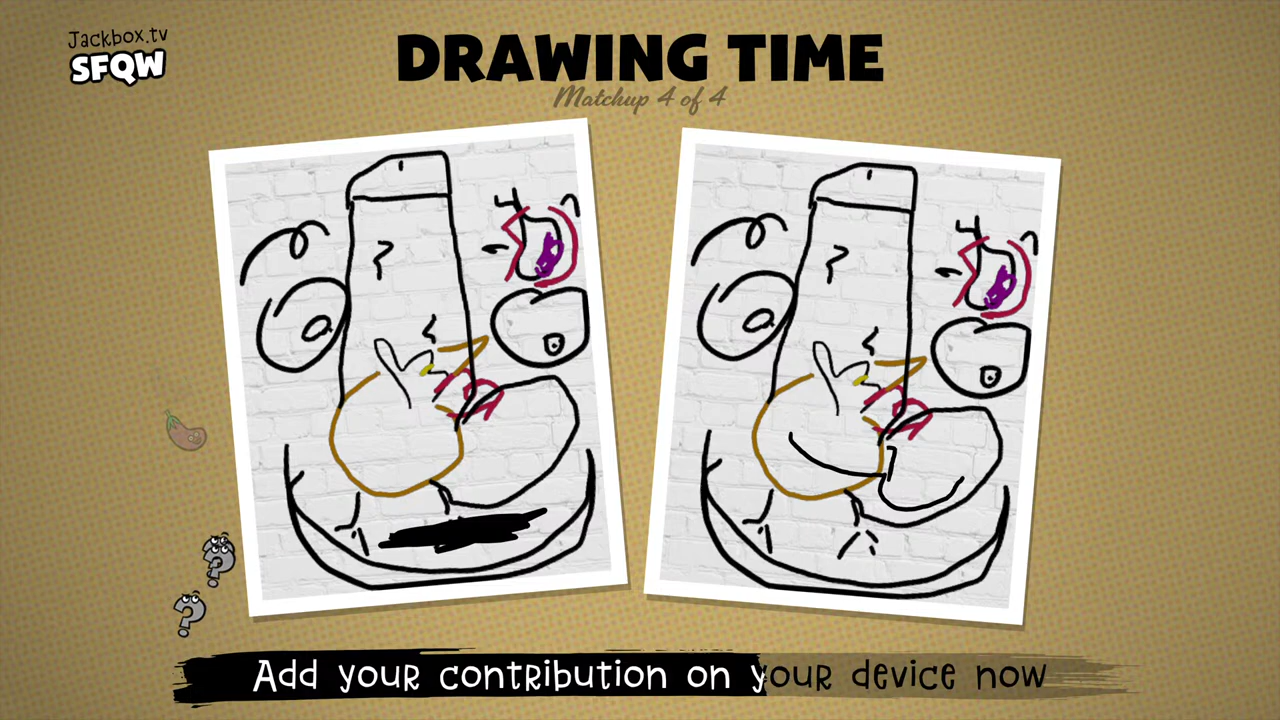 Jackbox.tv
SFQW
DRAWING TIME
Matchup 4 of 4
Add your contribution on your device now